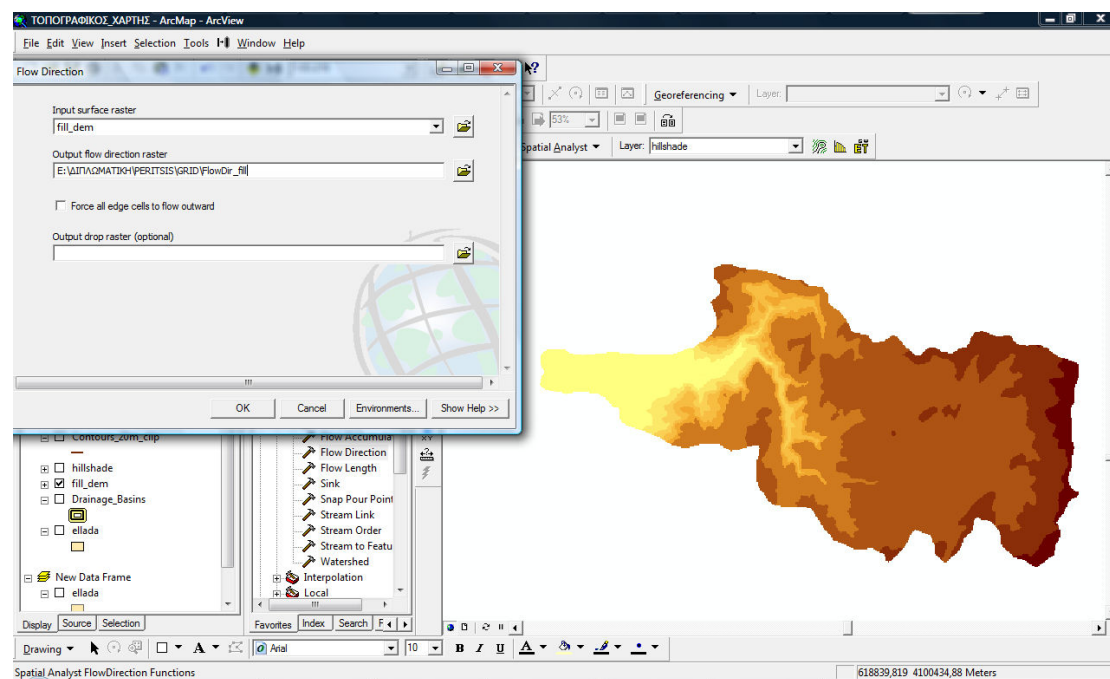 ΤΟΠΟΓΡΑΦΙΚΟΣ_ΧΑΡΤΗΣ - ArcMap - ArcView
File Edit View Insert Selection Tools Window Help
Flow Direction
Georeferencing Layer:
53%
Spatial Analyst Layer: hillshade
Input surface raster
fill_dem
Output flow direction raster
E:\ΔΙΠΛΩΜΑΤΙΚΗ\PERITSIS\GRID\FlowDir_fill
Force all edge cells to flow outward
Output drop raster (optional)
OK Cancel Environments... Show Help >>
Contours_20m_clip
hillshade
fill_dem
Drainage_Basins
ellada
New Data Frame
ellada
Display Source Selection
Flow Accumula
Flow Direction
Flow Length
Sink
Snap Pour Point
Stream Link
Stream Order
Stream to Featu
Watershed
Interpolation
Local
Favorites Index Search F
Drawing A Arial 10 B I U A
Spatial Analyst FlowDirection Functions
618839,819 4100434,88 Meters